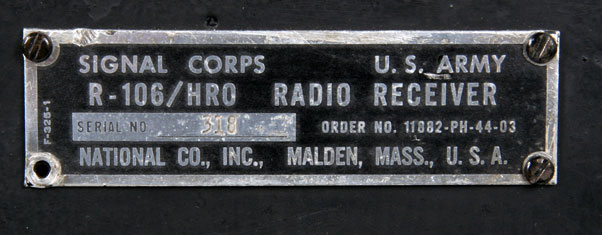 SIGNAL CORPS U.S. ARMY
R-106/HRO RADIO RECEIVER
SERIAL NO 318 ORDER NO. 11882-PH-44-03
NATIONAL CO., INC., MALDEN, MASS., U.S.A.
F-325-1